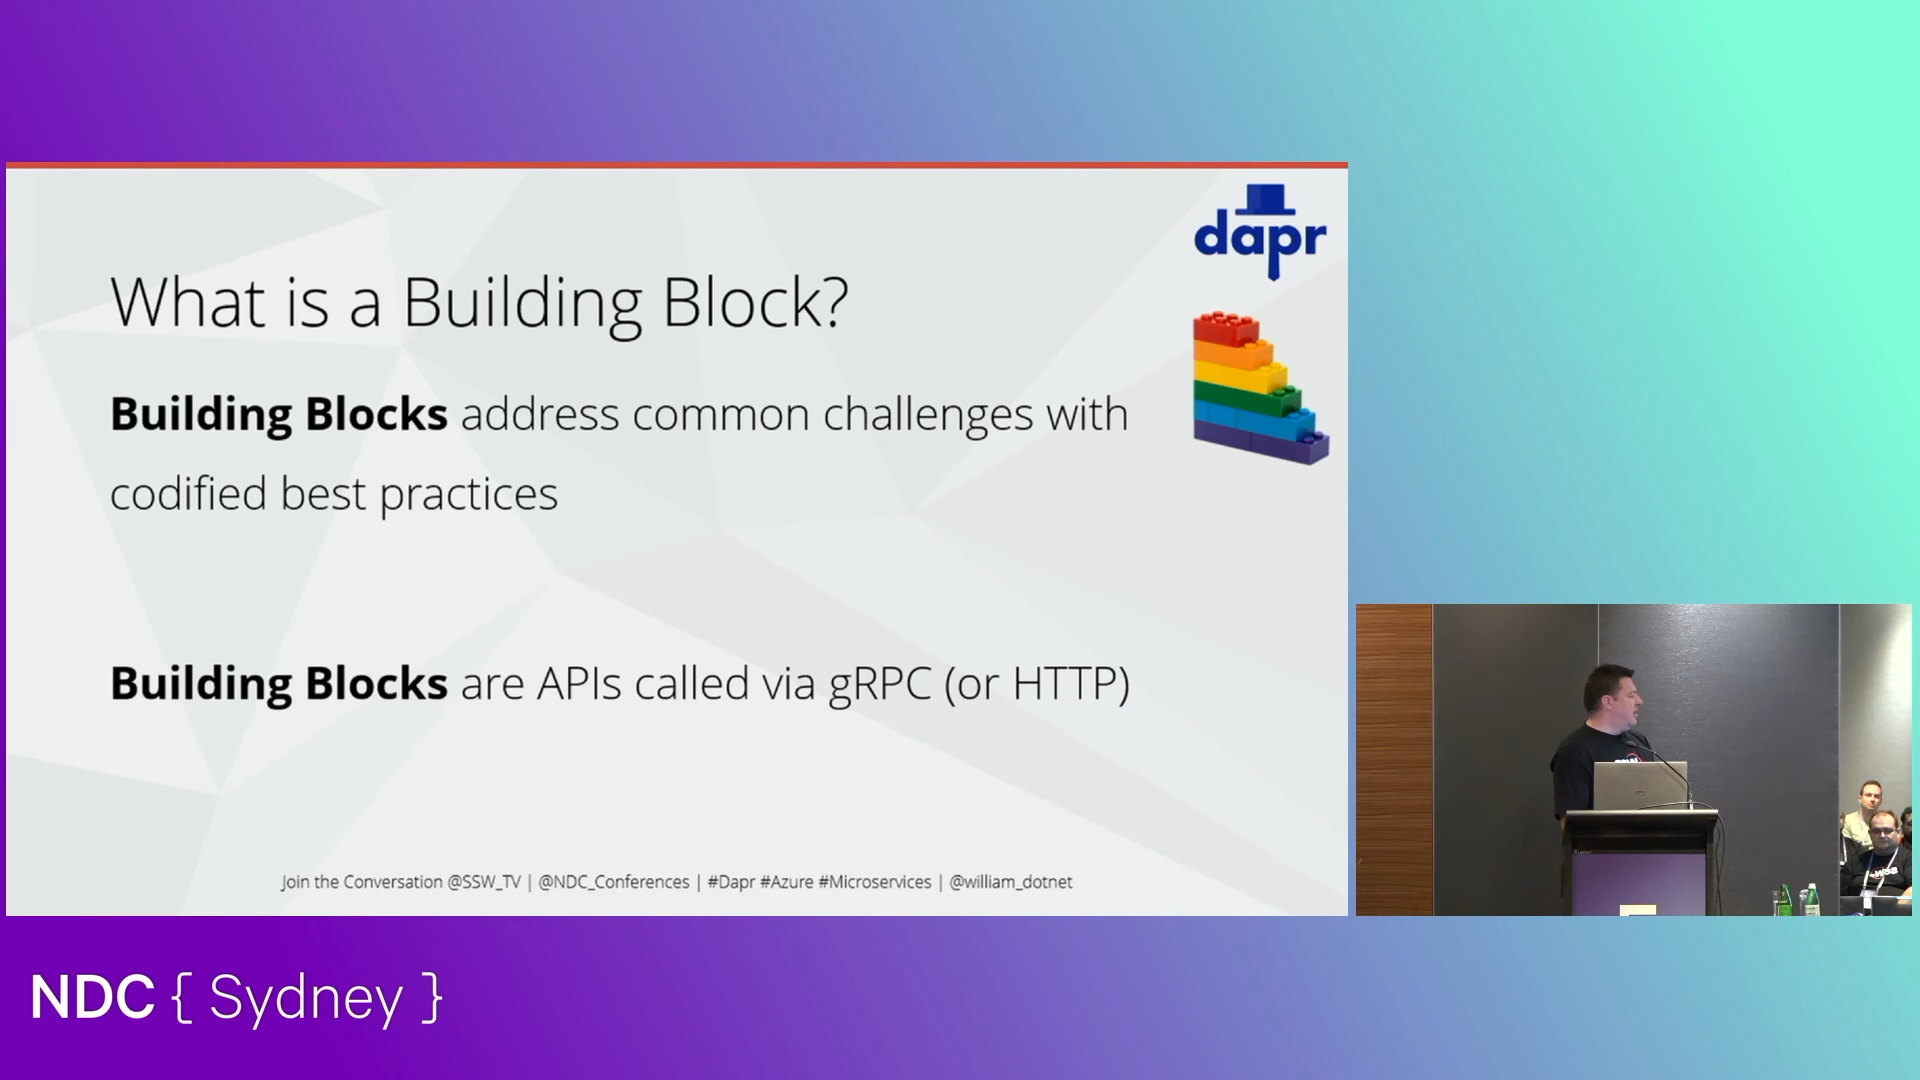 dapr
What is a Building Block?
Building Blocks address common challenges with
codified best practices
Building Blocks are APIs called via gRPC (or HTTP)
Join the Conversation @SSW_TV | @NDC_Conferences | #Dapr #Azure #Microservices | @william_dotnet
NDC { Sydney }